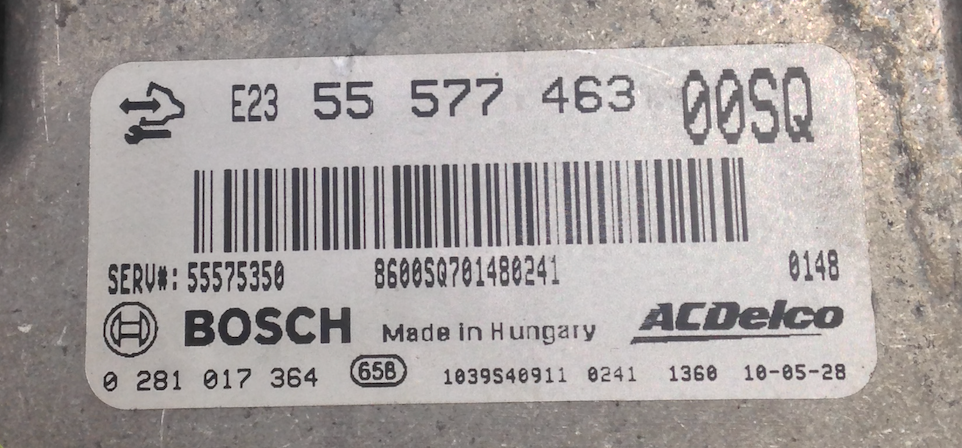 E23 55 577 463 00SQ
SERV#: 55575350 8600SQ701480241 0148
BOSCH Made in Hungary ACDelco
0 281 017 364 658 1039S40911 0241 1360 10-05-28